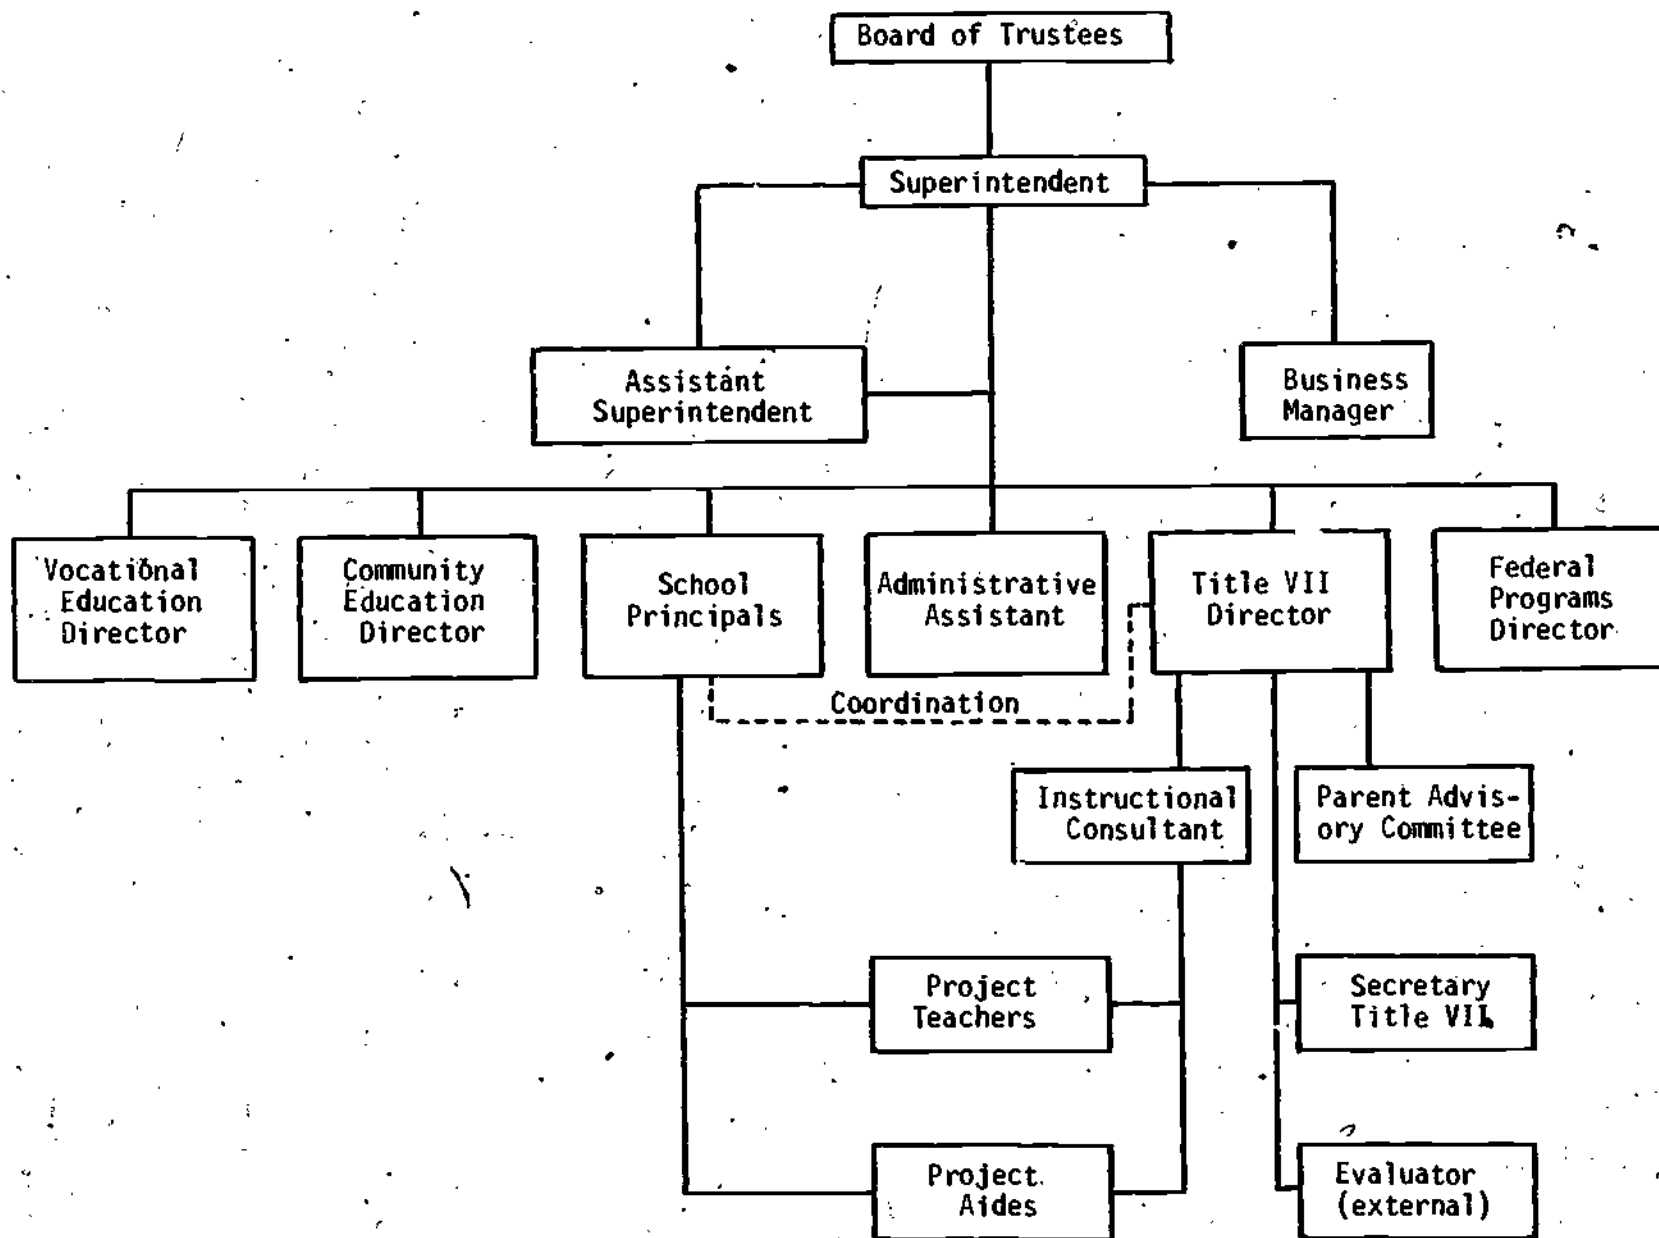 Board of Trustees
Superintendent
Assistant
Superintendent
Business
Manager
Vocational
Education
Director
Community
Education
Director
School
Principals
Administrative
Assistant
Title VII
Director
Federal
Programs
Director
Coordination
Instructional
Consultant
Parent Advis-
ory Committee
Project
Teachers
Secretary
Title VII
Project
Aides
Evaluator
(external)